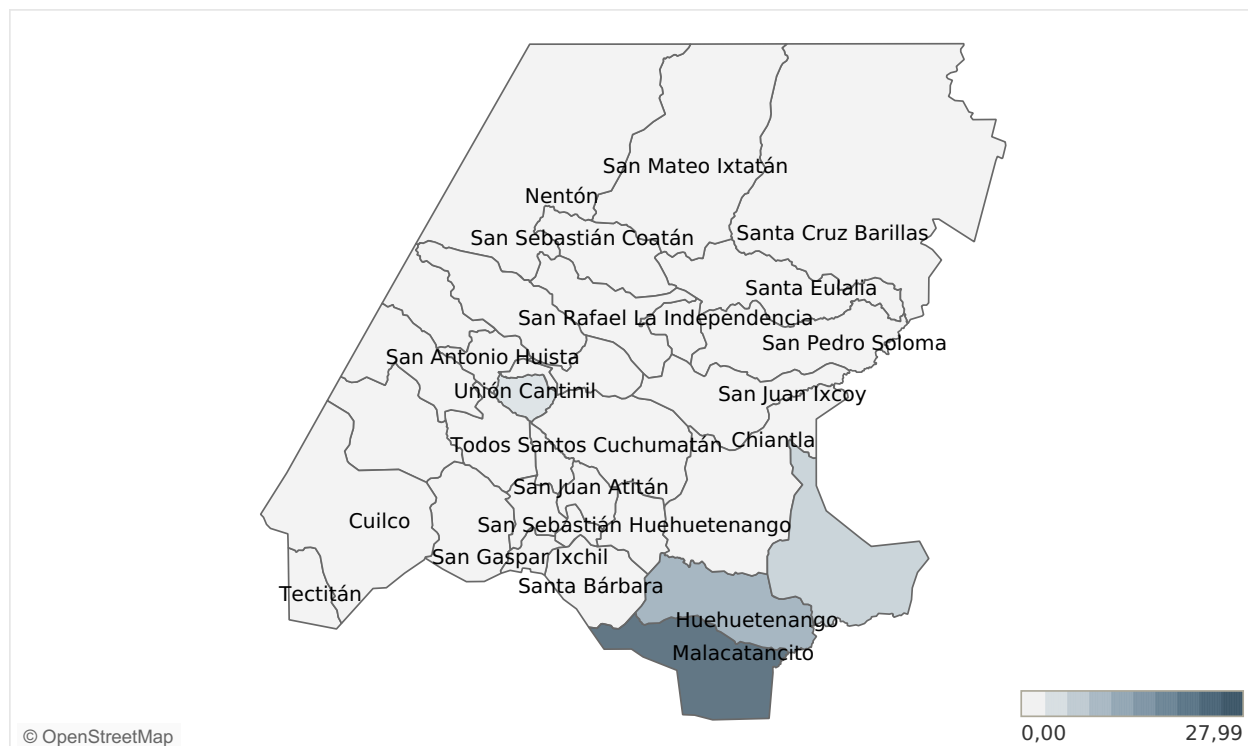 San Mateo Ixtatán
Nentón
Santa Cruz Barillas
San Sebastián Coatán
Santa Eulalia
San Rafael La Independencia
San Pedro Soloma
San Antonio Huista
Unión Cantinil
San Juan Ixcoy
Chiantla
Todos Santos Cuchumatán
San Juan Atitán
Cuilco
San Sebastián Huehuetenango
San Gaspar Ixchil
Santa Bárbara
Tectitán
Huehuetenango
Malacatancito
0,00 27,99
© OpenStreetMap